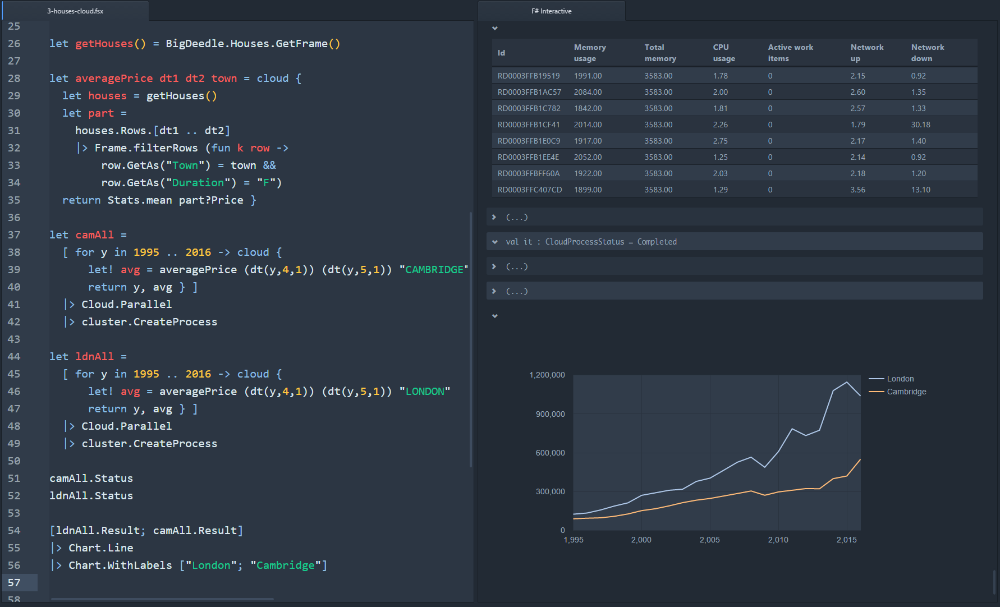 3-houses-cloud.fsx
25
26 let getHouses() = BigDeedle.Houses.GetFrame()
27
28 let averagePrice dt1 dt2 town = cloud {
29   let houses = getHouses()
30   let part =
31     houses.Rows.[dt1 .. dt2]
32     |> Frame.filterRows (fun k row ->
33         row.GetAs("Town") = town &&
34         row.GetAs("Duration") = "F")
35   return Stats.mean part?Price }
36
37 let camAll =
38   [ for y in 1995 .. 2016 -> cloud {
39       let! avg = averagePrice (dt(y,4,1)) (dt(y,5,1)) "CAMBRIDGE"
40       return y, avg } ]
41   |> Cloud.Parallel
42   |> cluster.CreateProcess
43
44 let ldnAll =
45   [ for y in 1995 .. 2016 -> cloud {
46       let! avg = averagePrice (dt(y,4,1)) (dt(y,5,1)) "LONDON"
47       return y, avg } ]
48   |> Cloud.Parallel
49   |> cluster.CreateProcess
50
51 camAll.Status
52 ldnAll.Status
53
54 [ldnAll.Result; camAll.Result]
55 |> Chart.Line
56 |> Chart.WithLabels ["London"; "Cambridge"]
57
58
F# Interactive
Id Memory usage Total memory CPU usage Active work items Network up Network down
RD0003FFB19519 1991.00 3583.00 1.78 0 2.15 0.92
RD0003FFB1AC57 2084.00 3583.00 2.00 0 2.60 1.35
RD0003FFB1C782 1842.00 3583.00 1.81 0 2.57 1.33
RD0003FFB1CF41 2014.00 3583.00 2.26 0 1.79 30.18
RD0003FFB1E0C9 1917.00 3583.00 2.75 0 2.17 1.40
RD0003FFB1EE4E 2052.00 3583.00 1.25 0 2.14 0.92
RD0003FFBFF60A 1922.00 3583.00 2.03 0 2.18 1.20
RD0003FFC407CD 1899.00 3583.00 1.29 0 3.56 13.10
(...)
val it : CloudProcessStatus = Completed
(...)
(...)
1,200,000
900,000
600,000
300,000
0
1,995 2,000 2,005 2,010 2,015
London
Cambridge